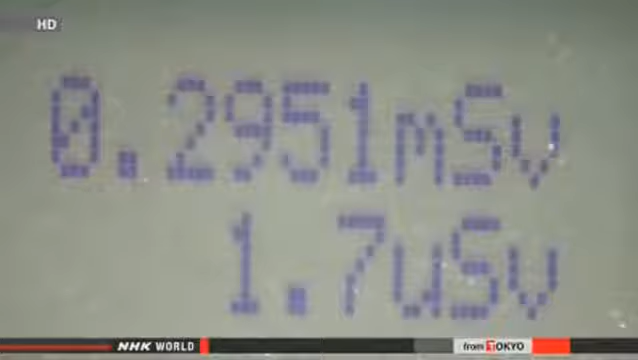 HD
0.2951mSv
1.7uSv
NHK WORLD
from TOKYO